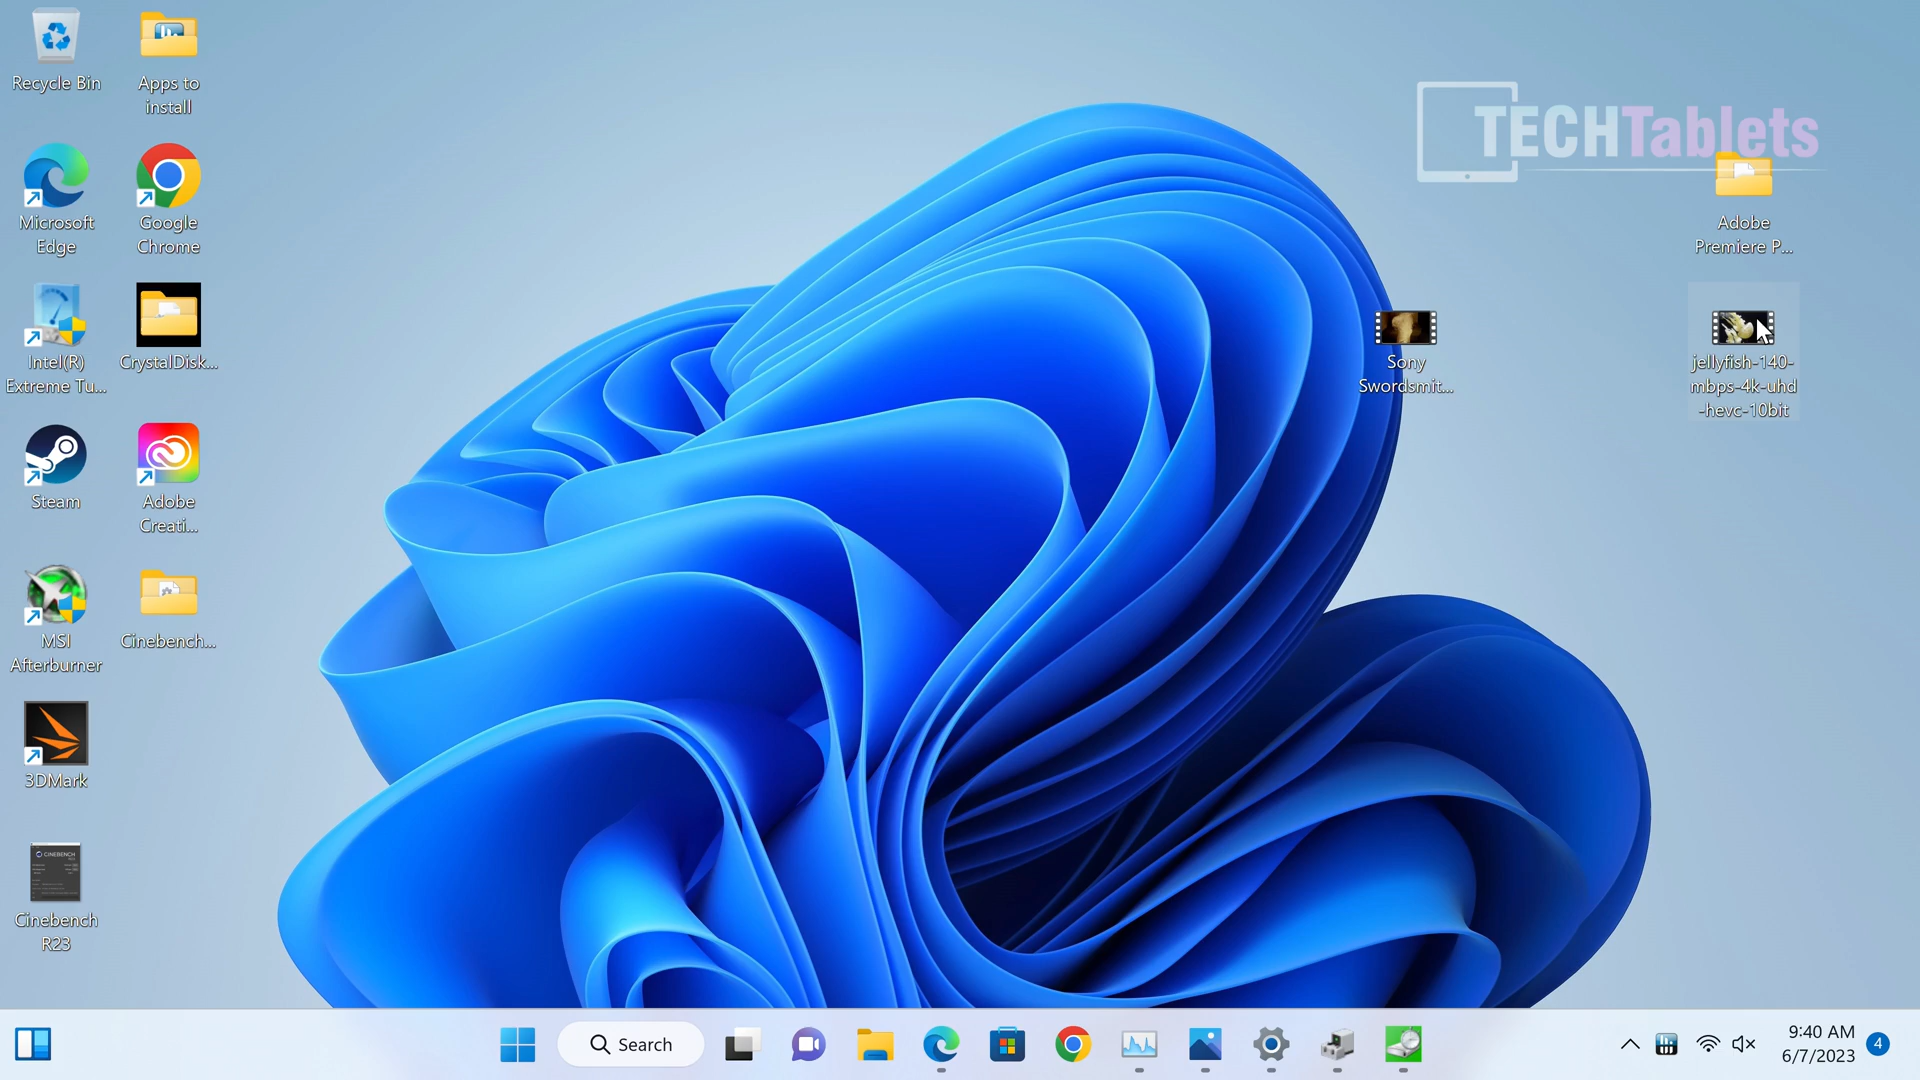 Recycle Bin
Apps to
install
TECHTablets
Microsoft
Edge
Google
Chrome
Adobe
Premiere P...
Intel(R)
Extreme Tu...
CrystalDisk...
Sony
Swordsmit...
jellyfish-140-
mbps-4k-uhd
-hevc-10bit
Steam
Adobe
Creati...
MSI
Afterburner
Cinebench...
3DMark
CINEBENCH
Cinebench
R23
Search
9:40 AM
6/7/2023
4